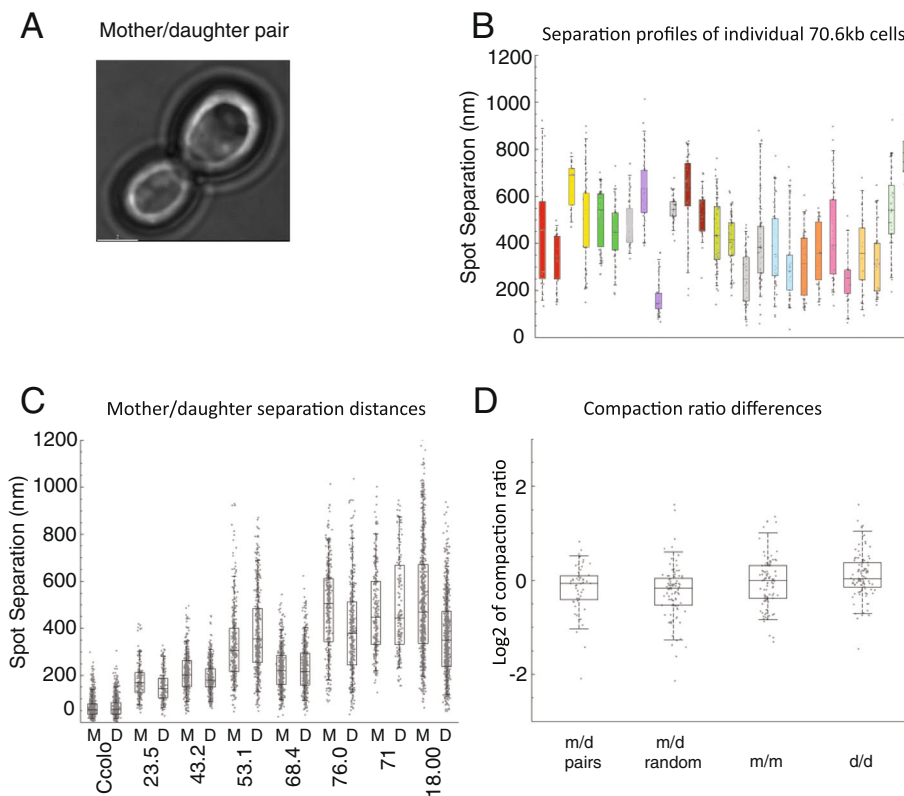 A
Mother/daughter pair
B
Separation profiles of individual 70.6kb cells
Spot Separation (nm)
1200
1000
800
600
400
200
0
C
Mother/daughter separation distances
Spot Separation (nm)
1200
1000
800
600
400
200
0
M D M D M D M D M D M D M D M D
Ccolo 23.5 43.2 53.1 68.4 76.0 71 18.00
D
Compaction ratio differences
Log2 of compaction ratio
2
0
-2
m/d pairs
m/d random
m/m
d/d